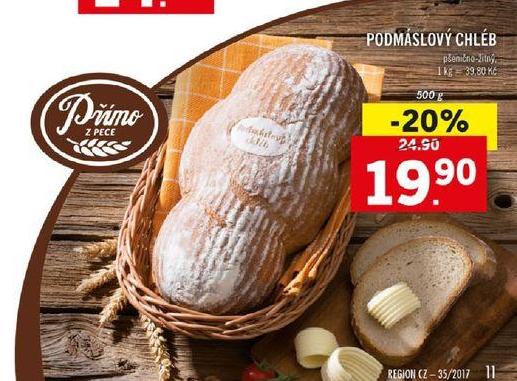 PODMÁSLOVÝ CHLÉB
pšenično-žitný,
1 kg = 39,80 Kč
500 g
-20%
24.90
19.90
Přímo
Z PECE
REGION CZ – 35/2017 11